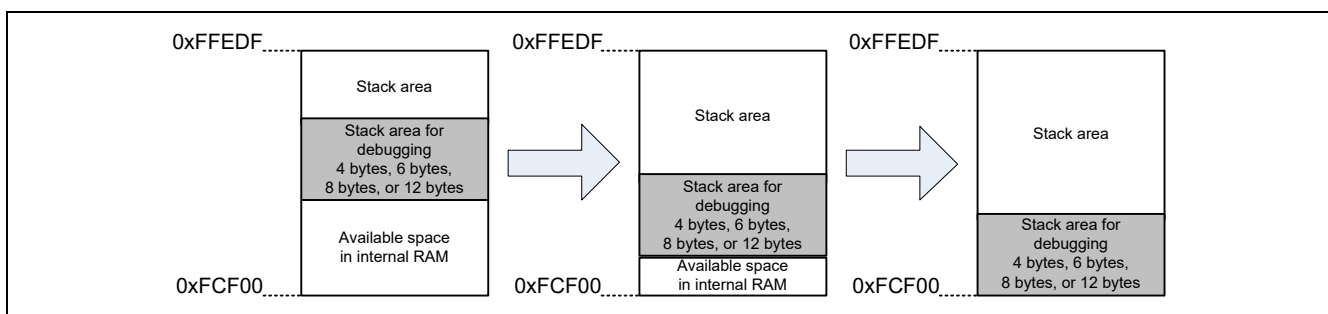 0xFFEDF
Stack area
Stack area for
debugging
4 bytes, 6 bytes,
8 bytes, or 12 bytes
Available space
in internal RAM
0xFCF00
0xFFEDF
Stack area
Stack area for
debugging
4 bytes, 6 bytes,
8 bytes, or 12 bytes
Available space
in internal RAM
0xFCF00
0xFFEDF
Stack area
Stack area for
debugging
4 bytes, 6 bytes,
8 bytes, or 12 bytes
0xFCF00